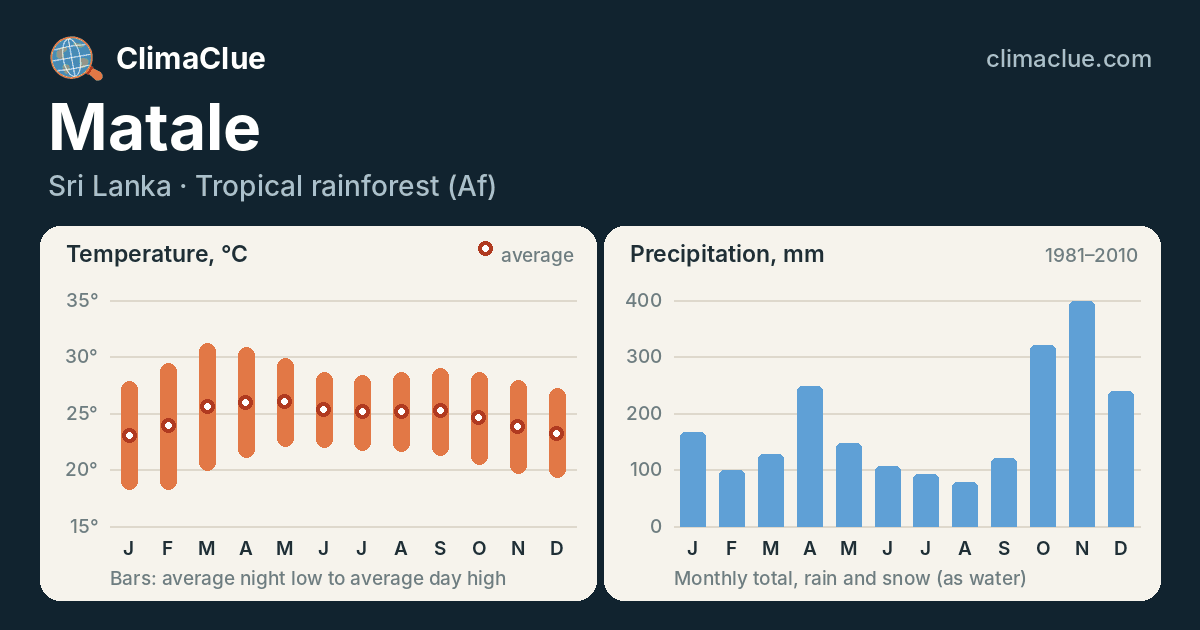 ClimaClue
climaclue.com
Matale
Sri Lanka · Tropical rainforest (Af)
Temperature, °C
average
35°
30°
25°
20°
15°
J F M A M J J A S O N D
Bars: average night low to average day high
Precipitation, mm
1981–2010
400
300
200
100
0
J F M A M J J A S O N D
Monthly total, rain and snow (as water)